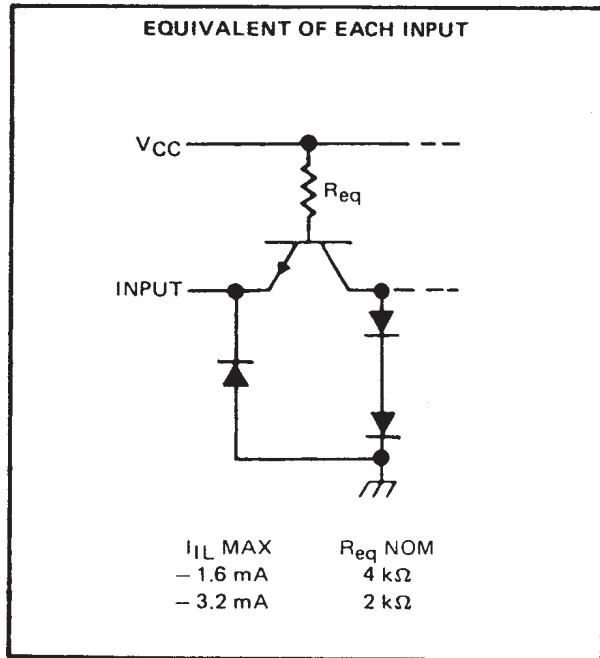 EQUIVALENT OF EACH INPUT
VCC
Req
INPUT
IIL MAX Req NOM
– 1.6 mA 4 kΩ
– 3.2 mA 2 kΩ